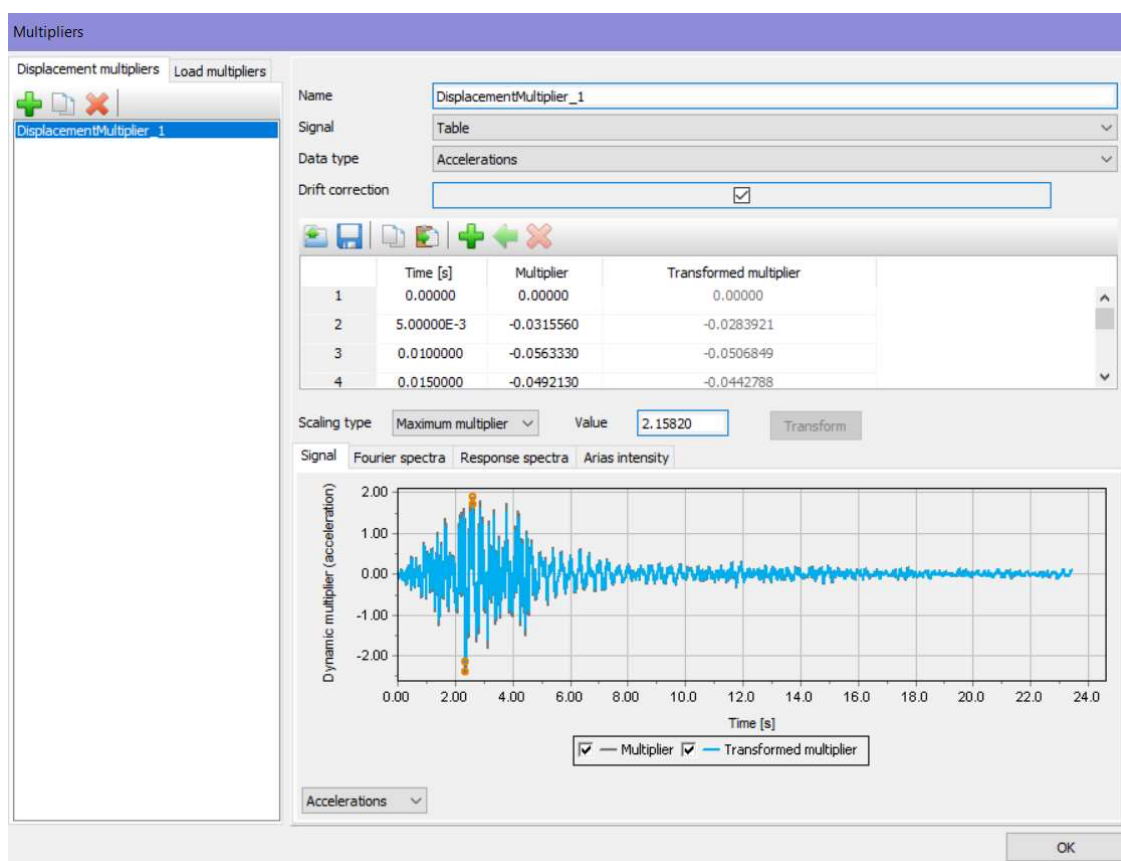 Multipliers
Displacement multipliers Load multipliers
DisplacementMultiplier_1
Name DisplacementMultiplier_1
Signal Table
Data type Accelerations
Drift correction
Time [s] Multiplier Transformed multiplier
1 0.00000 0.00000 0.00000
2 5.00000E-3 -0.0315560 -0.0283921
3 0.0100000 -0.0563330 -0.0506849
4 0.0150000 -0.0492130 -0.0442788
Scaling type Maximum multiplier Value 2.15820 Transform
Signal Fourier spectra Response spectra Arias intensity
Dynamic multiplier (acceleration)
2.00
1.00
0.00
-1.00
-2.00
0.00 2.00 4.00 6.00 8.00 10.0 12.0 14.0 16.0 18.0 20.0 22.0 24.0
Time [s]
Multiplier Transformed multiplier
Accelerations
OK